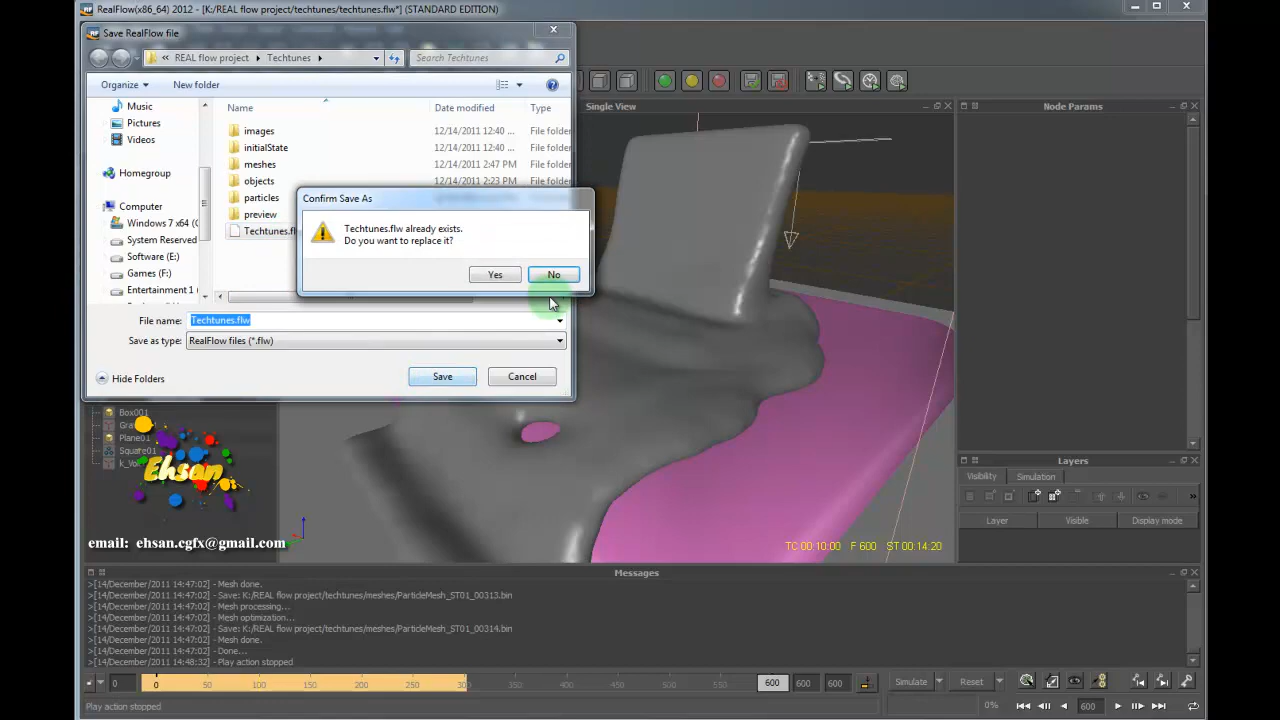 RealFlow(x86_64) 2012 - [K:/REAL flow project/techtunes/techtunes.flw*] (STANDARD EDITION)
Save RealFlow file
« REAL flow project Techtunes
Search Techtunes
Organize New folder
Name Date modified Type
Music
Pictures
Videos
Homegroup
Computer
Windows 7 x64 (C
System Reserved
Software (E:)
Games (F:)
Entertainment 1
images 12/14/2011 12:40 ... File folder
initialState 12/14/2011 12:40 ... File folder
meshes 12/14/2011 2:47 PM File folder
objects 12/14/2011 2:23 PM File folder
particles
preview
Techtunes.fl
Confirm Save As
Techtunes.flw already exists.
Do you want to replace it?
Yes No
File name: Techtunes.flw
Save as type: RealFlow files (*.flw)
Hide Folders Save Cancel
Single View
Node Params
Box001
Plane01
Square01
Ehsan
email: ehsan.cgfx@gmail.com
TC 00:10:00 F 600 ST 00:14:20
Layers
Visibility Simulation
Layer Visible Display mode
Messages
>[14/December/2011 14:47:02] - Mesh done.
>[14/December/2011 14:47:02] - Save: K:/REAL flow project/techtunes/meshes/ParticleMesh_ST01_00313.bin
>[14/December/2011 14:47:02] - Mesh processing...
>[14/December/2011 14:47:02] - Mesh optimization...
>[14/December/2011 14:47:02] - Save: K:/REAL flow project/techtunes/meshes/ParticleMesh_ST01_00314.bin
>[14/December/2011 14:47:02] - Mesh done.
>[14/December/2011 14:47:02] - Done...
>[14/December/2011 14:48:32] - Play action stopped
0 0 50 100 150 200 250 300 350 400 450 500 550 600 600 600
Simulate Reset
Play action stopped
0%
600